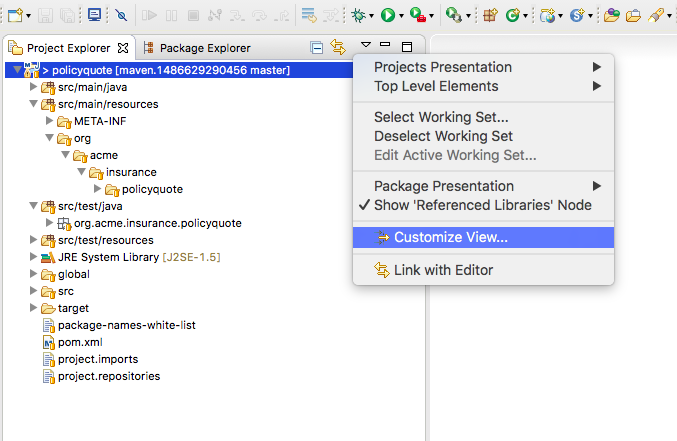 Project Explorer
Package Explorer
> policyquote [maven.1486629290456 master]
src/main/java
src/main/resources
META-INF
org
acme
insurance
policyquote
src/test/java
org.acme.insurance.policyquote
src/test/resources
JRE System Library [J2SE-1.5]
global
src
target
package-names-white-list
pom.xml
project.imports
project.repositories
Projects Presentation
Top Level Elements
Select Working Set...
Deselect Working Set
Edit Active Working Set...
Package Presentation
Show 'Referenced Libraries' Node
Customize View...
Link with Editor